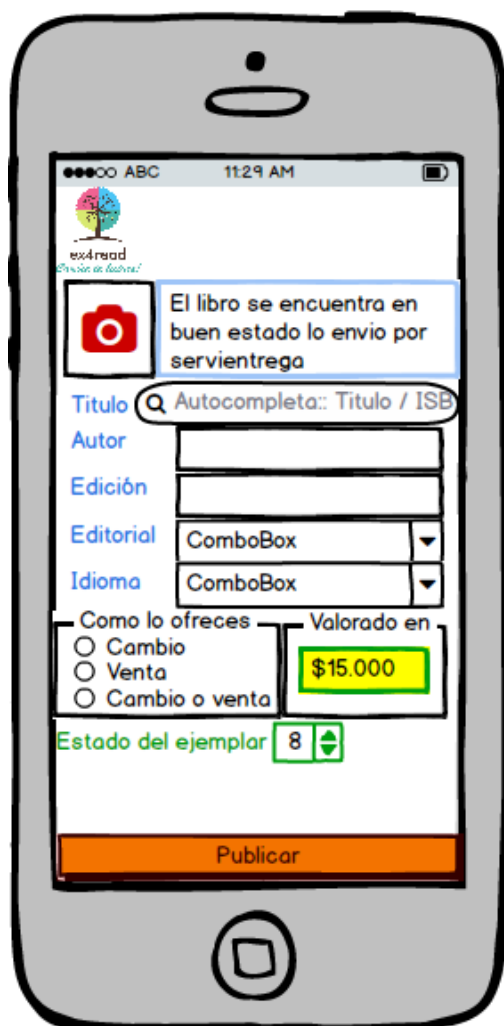 ABC 11:29 AM
ex4read
El libro se encuentra en
buen estado lo envio por
servientrega
Titulo Autocompleta:: Titulo / ISB
Autor
Edición
Editorial ComboBox
Idioma ComboBox
Como lo ofreces Valorado en
Cambio
Venta
Cambio o venta
$15.000
Estado del ejemplar 8
Publicar